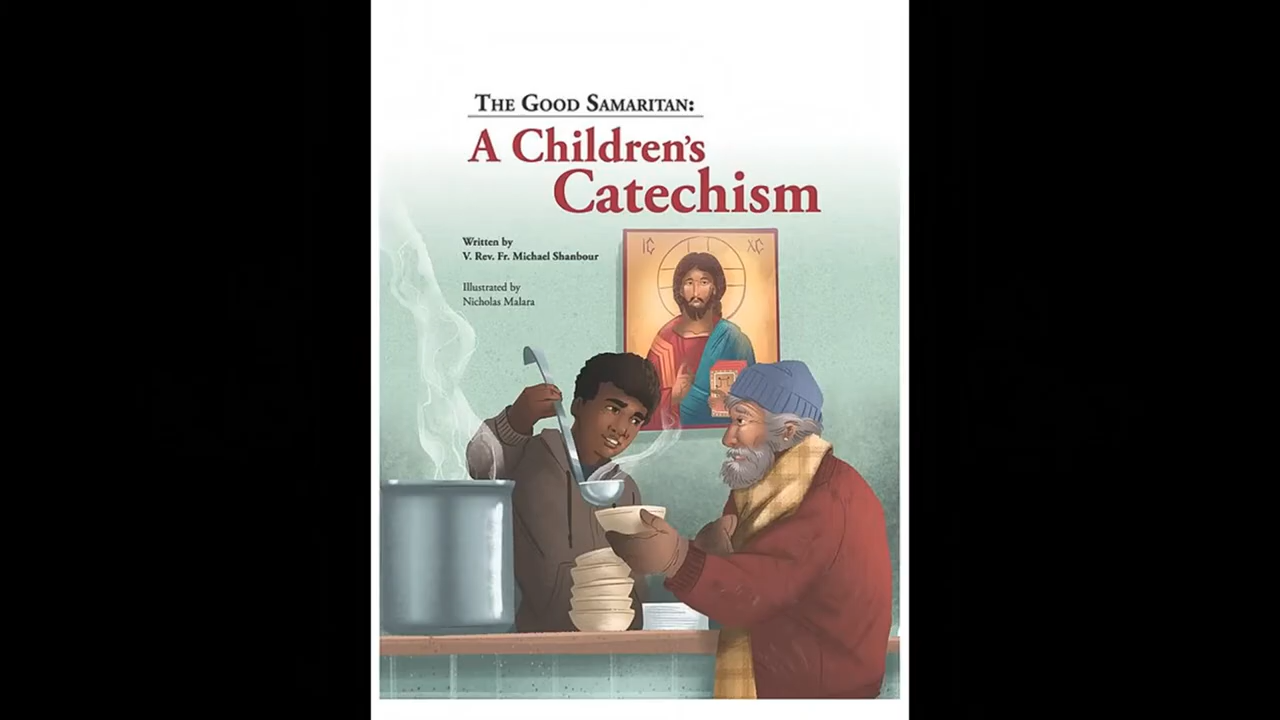 THE GOOD SAMARITAN:
A Children's
Catechism
Written by
V. Rev. Fr. Michael Shanbour
Illustrated by
Nicholas Malara
IC XC